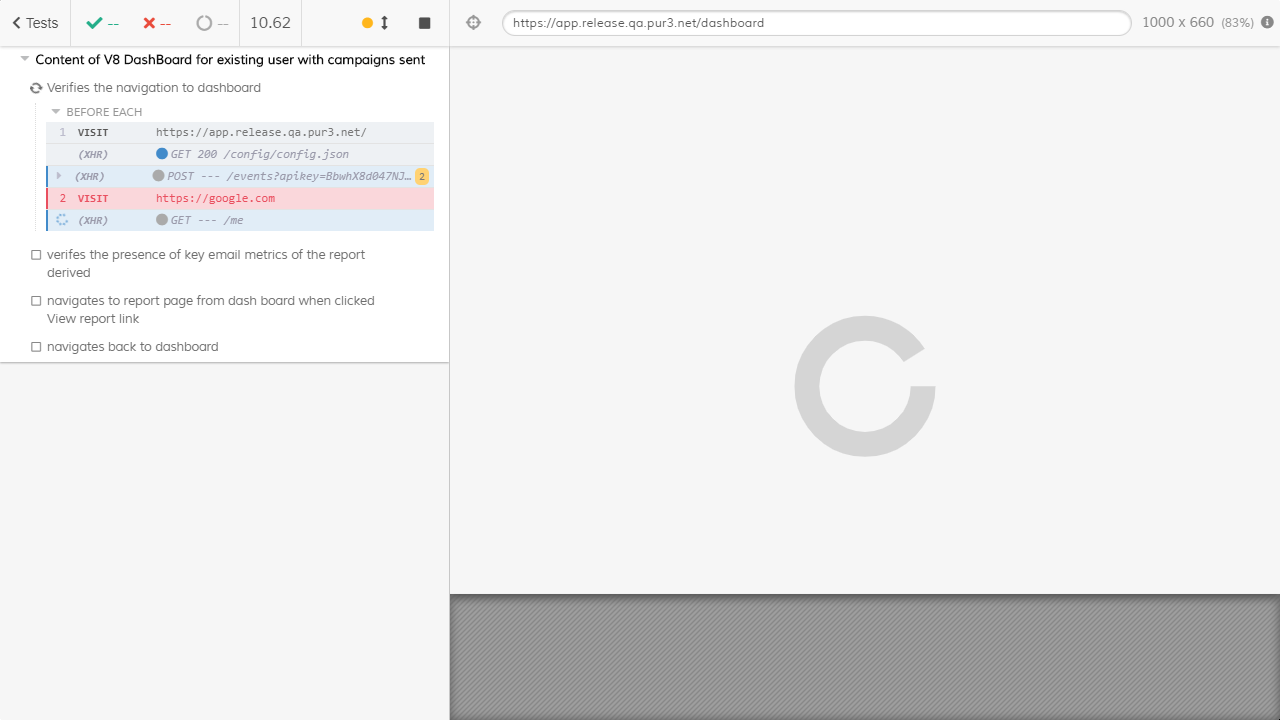 Tests -- -- -- 10.62
https://app.release.qa.pur3.net/dashboard 1000 x 660 (83%)
Content of V8 DashBoard for existing user with campaigns sent
Verifies the navigation to dashboard
BEFORE EACH
1 VISIT https://app.release.qa.pur3.net/
(XHR) GET 200 /config/config.json
(XHR) POST --- /events?apikey=BbwhX8d047NJ… 2
2 VISIT https://google.com
(XHR) GET --- /me
verifes the presence of key email metrics of the report
derived
navigates to report page from dash board when clicked
View report link
navigates back to dashboard